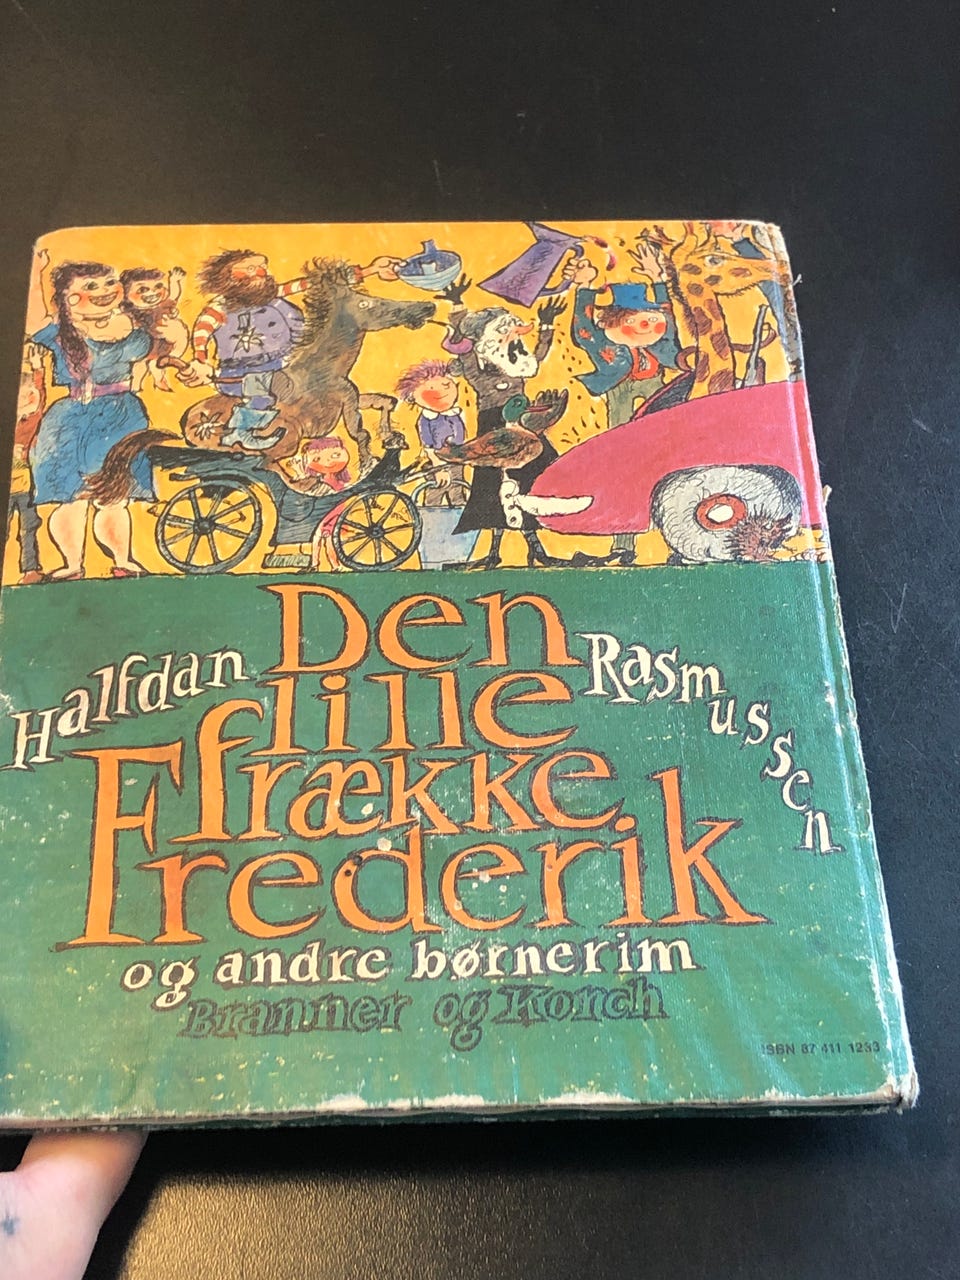 Den
Halfdan Rasmussen
lille
frække
Frederik
og andre børnerim
Branner og Korch
ISBN 87 411 1233